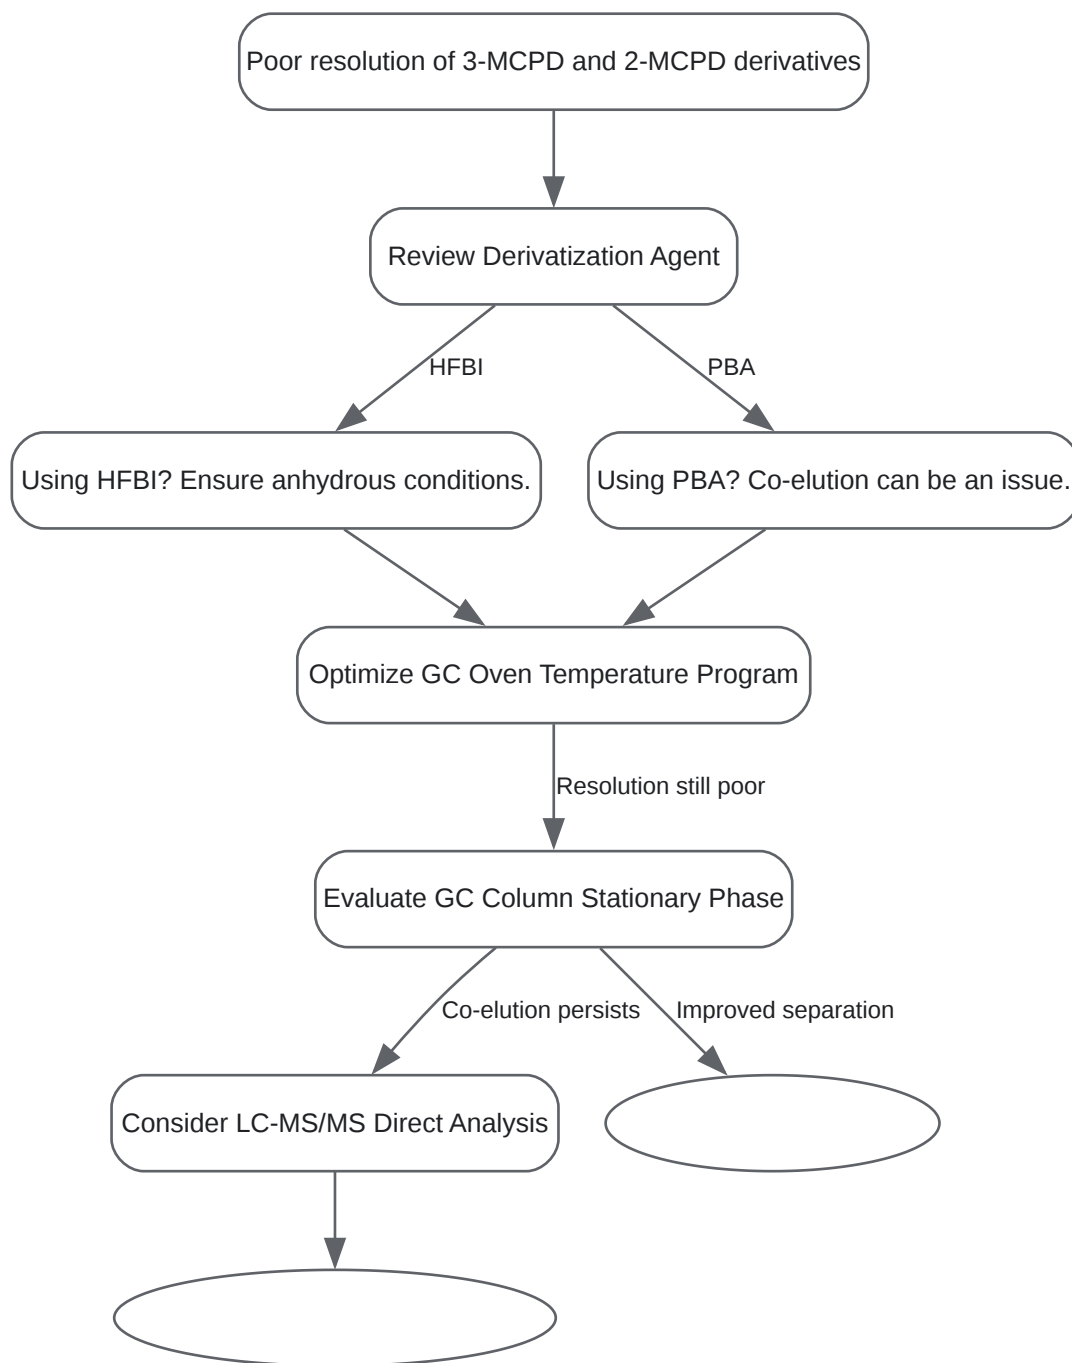 Poor resolution of 3-MCPD and 2-MCPD derivatives
Review Derivatization Agent
HFBI
PBA
Using HFBI? Ensure anhydrous conditions.
Using PBA? Co-elution can be an issue.
Optimize GC Oven Temperature Program
Resolution still poor
Evaluate GC Column Stationary Phase
Co-elution persists
Improved separation
Consider LC-MS/MS Direct Analysis